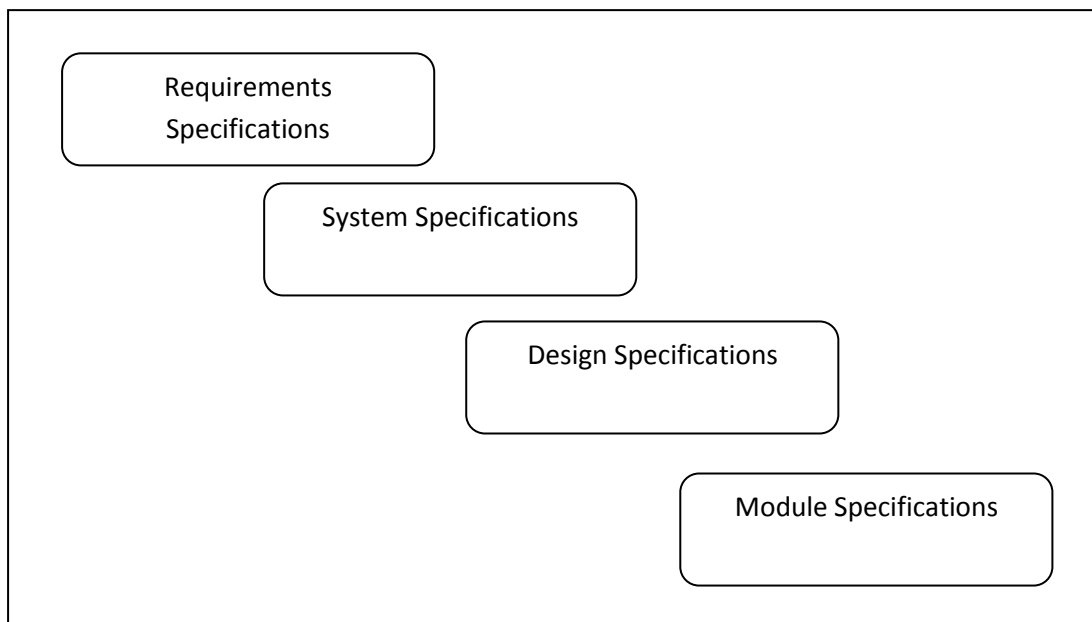 Requirements
Specifications
System Specifications
Design Specifications
Module Specifications